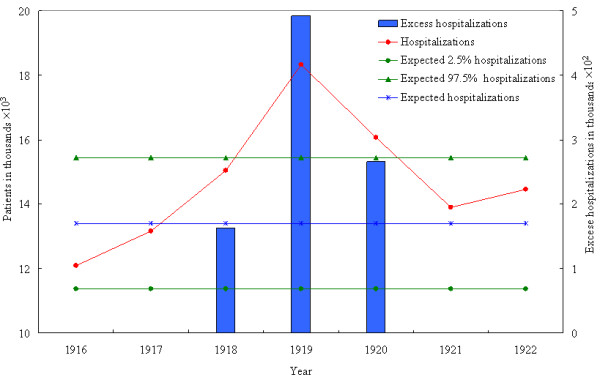 20
18
16
14
12
10
Patients in thousands ×10³
5
4
3
2
1
0
Excese hospitalizations in thousands ×10²
Excess hospitalizations
Hospitalizations
Expected 2.5% hospitalizations
Expected 97.5% hospitalizations
Expected hospitalizations
1916 1917 1918 1919 1920 1921 1922
Year